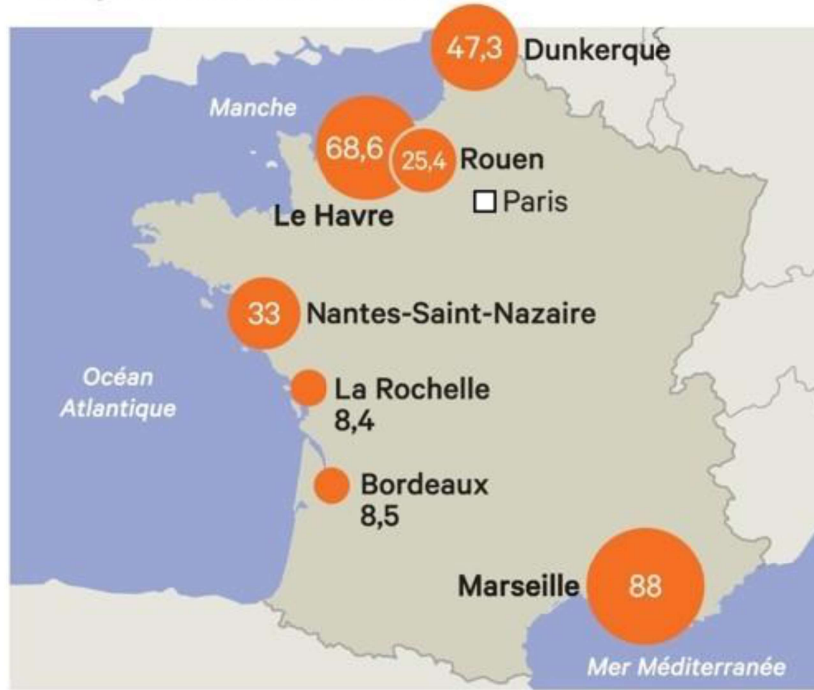 47,3 Dunkerque
Manche
68,6
25,4 Rouen
Paris
Le Havre
33 Nantes-Saint-Nazaire
Océan
Atlantique
La Rochelle
8,4
Bordeaux
8,5
Marseille 88
Mer Méditerranée